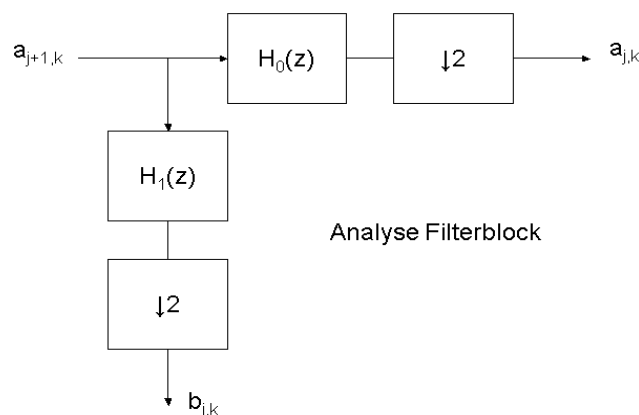 a_{j+1,k}
H_0(z)
↓2
a_{j,k}
H_1(z)
Analyse Filterblock
↓2
b_{j,k}